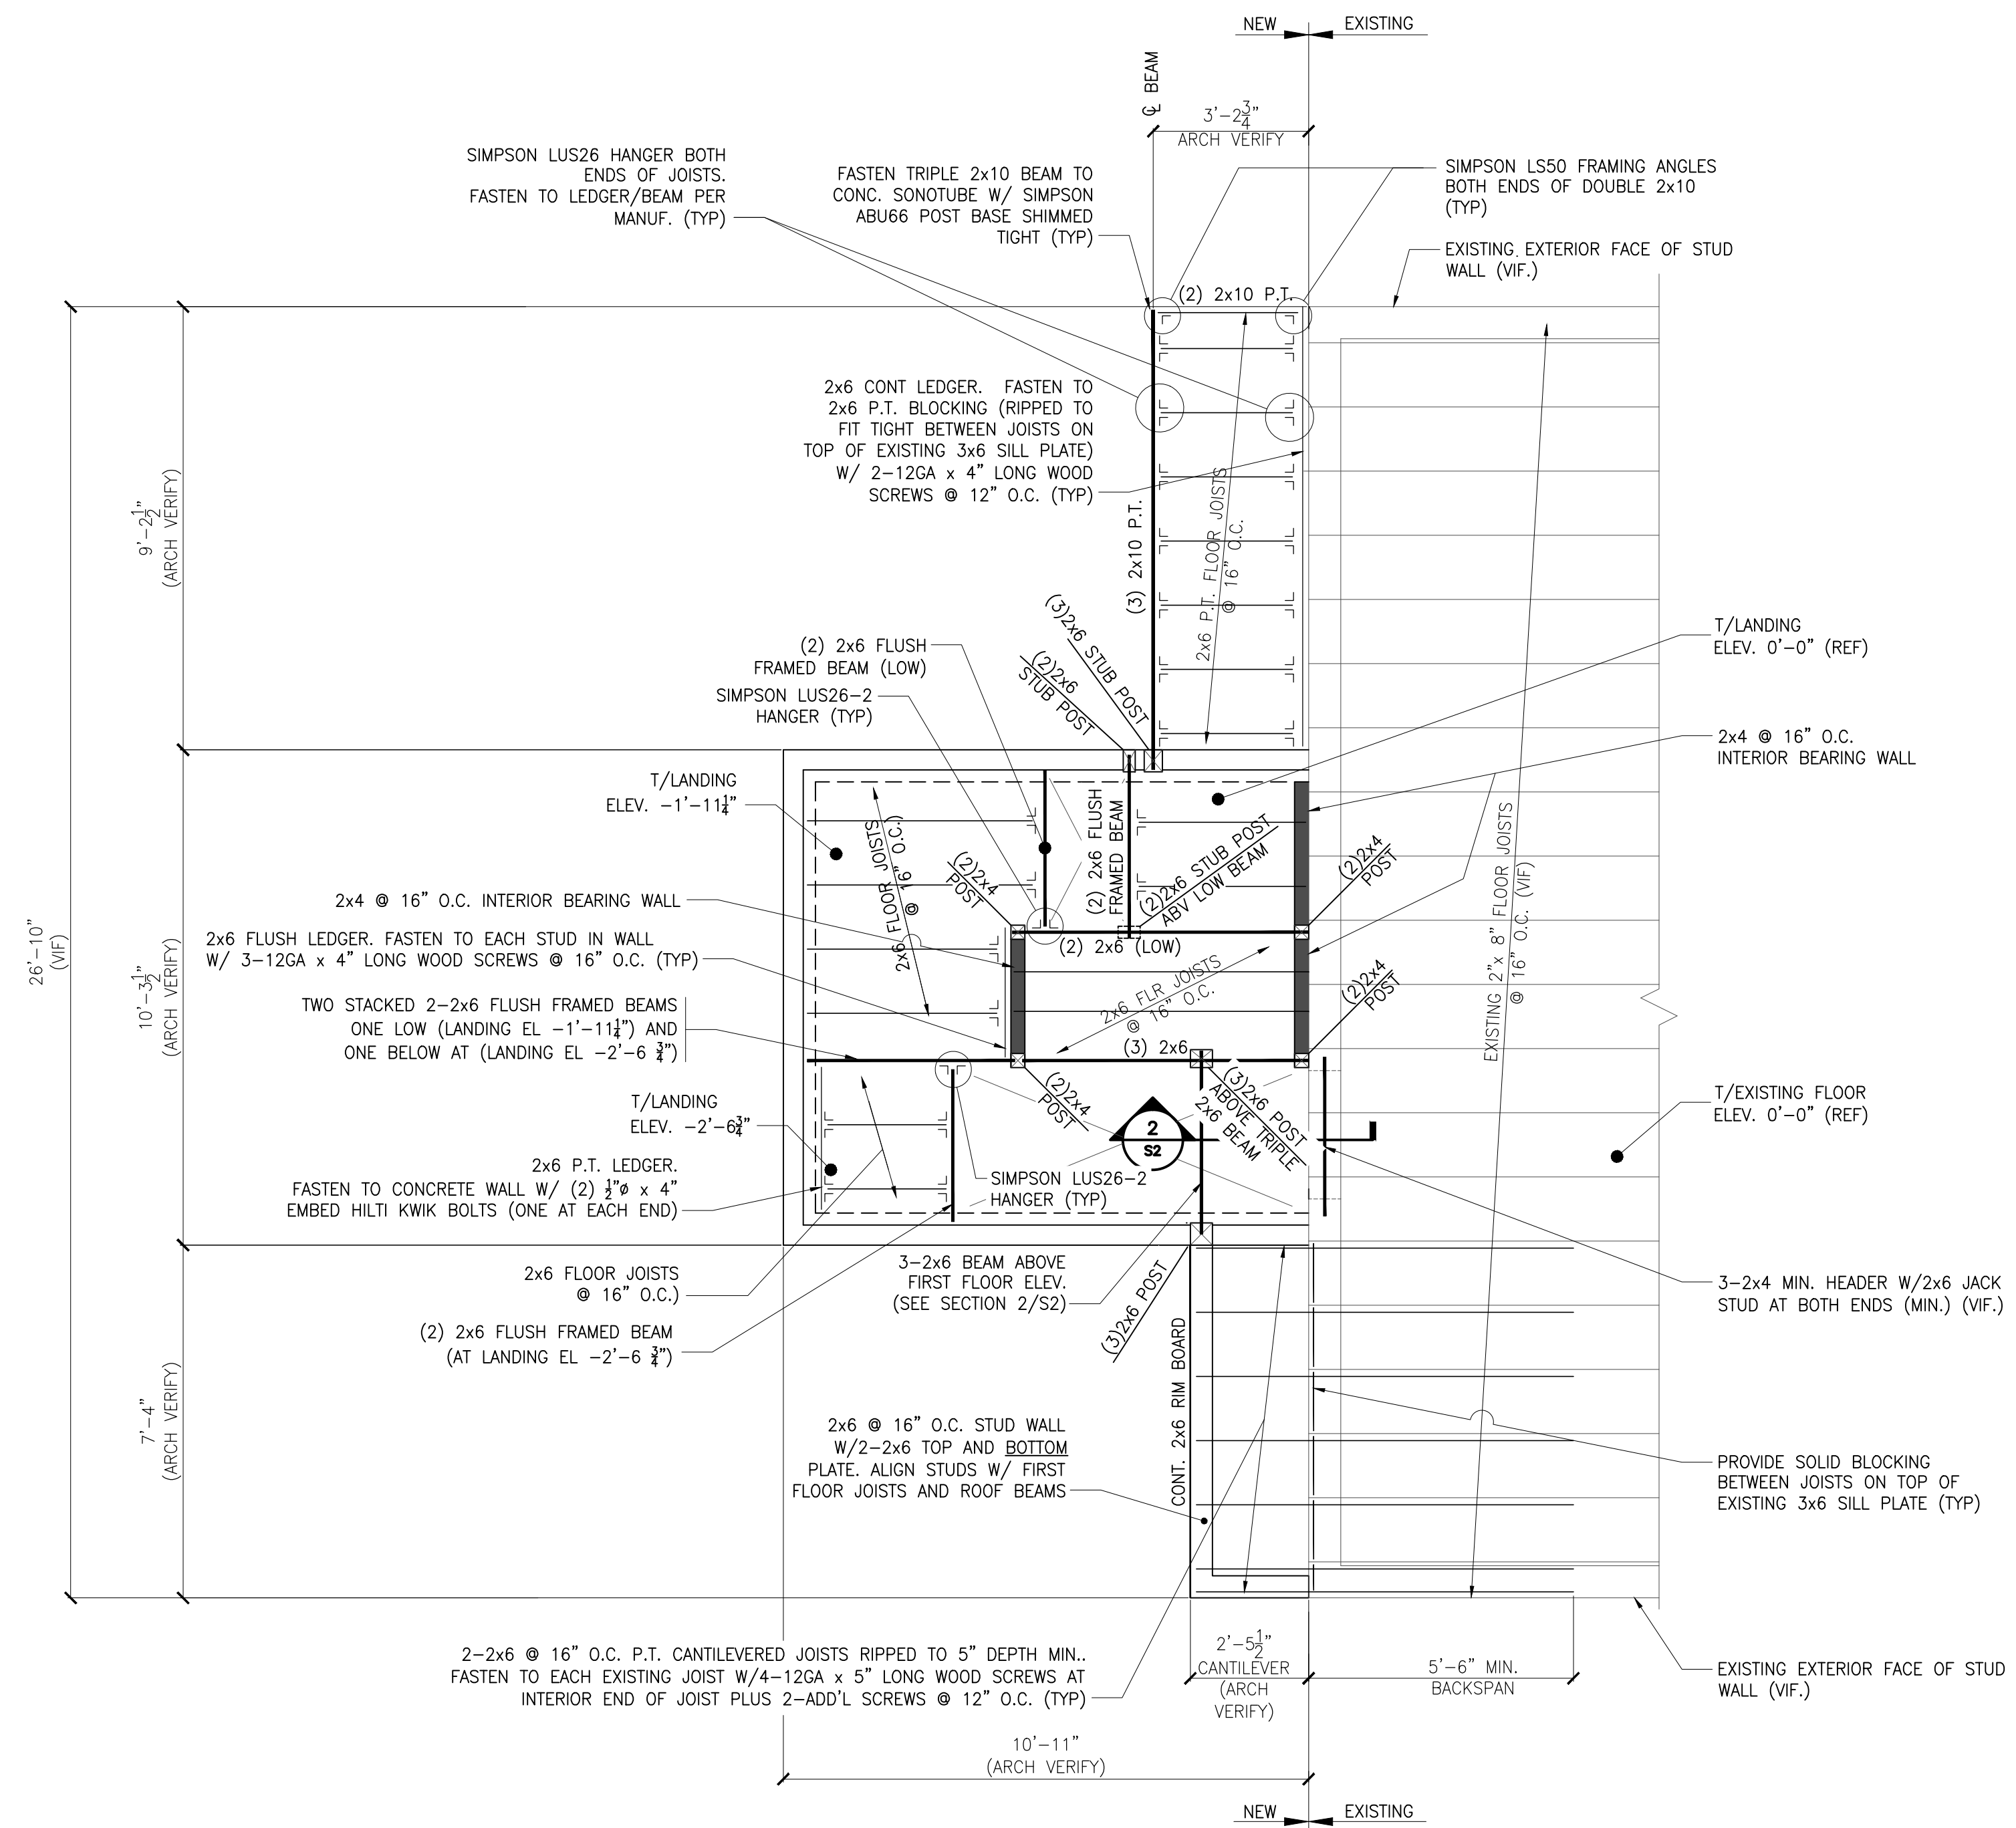 NEW
EXISTING
℄ BEAM
3'-2 3/4"
ARCH VERIFY
SIMPSON LUS26 HANGER BOTH
ENDS OF JOISTS.
FASTEN TO LEDGER/BEAM PER
MANUF. (TYP)
FASTEN TRIPLE 2x10 BEAM TO
CONC. SONOTUBE W/ SIMPSON
ABU66 POST BASE SHIMMED
TIGHT (TYP)
SIMPSON LS50 FRAMING ANGLES
BOTH ENDS OF DOUBLE 2x10
(TYP)
EXISTING EXTERIOR FACE OF STUD
WALL (VIF.)
(2) 2x10 P.T.
2x6 CONT LEDGER. FASTEN TO
2x6 P.T. BLOCKING (RIPPED TO
FIT TIGHT BETWEEN JOISTS ON
TOP OF EXISTING 3x6 SILL PLATE)
W/ 2-12GA x 4" LONG WOOD
SCREWS @ 12" O.C. (TYP)
9'-2 1/2"
(ARCH VERIFY)
(3) 2x10 P.T.
2x6 P.T. FLOOR JOISTS
@ 16" O.C.
(3)2x6 STUB POST
(2)2x6
STUB POST
(2) 2x6 FLUSH
FRAMED BEAM (LOW)
SIMPSON LUS26-2
HANGER (TYP)
T/LANDING
ELEV. 0'-0" (REF)
2x4 @ 16" O.C.
INTERIOR BEARING WALL
T/LANDING
ELEV. -1'-11 1/4"
2x6 FLOOR JOISTS
@ 16" O.C.)
(2) 2x6 FLUSH
FRAMED BEAM
(2)2x6 STUB POST
ABV LOW BEAM
(2)2x4
POST
(2)2x4
POST
EXISTING 2"x 8" FLOOR JOISTS
@ 16" O.C. (VIF)
2x4 @ 16" O.C. INTERIOR BEARING WALL
2x6 FLUSH LEDGER. FASTEN TO EACH STUD IN WALL
W/ 3-12GA x 4" LONG WOOD SCREWS @ 16" O.C. (TYP)
(2) 2x6 (LOW)
2x6 FLR JOISTS
@ 16" O.C.
(2)2x4
POST
26'-10"
(VIF)
10'-3 1/2"
(ARCH VERIFY)
TWO STACKED 2-2x6 FLUSH FRAMED BEAMS
ONE LOW (LANDING EL -1'-11 1/4") AND
ONE BELOW AT (LANDING EL -2'-6 3/4")
(3) 2x6
T/LANDING
ELEV. -2'-6 3/4"
(2)2x4
POST
(3)2x6 POST
ABOVE TRIPLE
2x6 BEAM
2
S2
T/EXISTING FLOOR
ELEV. 0'-0" (REF)
2x6 P.T. LEDGER.
FASTEN TO CONCRETE WALL W/ (2) 1/2"ø x 4"
EMBED HILTI KWIK BOLTS (ONE AT EACH END)
SIMPSON LUS26-2
HANGER (TYP)
2x6 FLOOR JOISTS
@ 16" O.C.)
3-2x6 BEAM ABOVE
FIRST FLOOR ELEV.
(SEE SECTION 2/S2)
(3)2x6 POST
3-2x4 MIN. HEADER W/2x6 JACK
STUD AT BOTH ENDS (MIN.) (VIF.)
(2) 2x6 FLUSH FRAMED BEAM
(AT LANDING EL -2'-6 3/4")
7'-4"
(ARCH VERIFY)
CONT. 2x6 RIM BOARD
2x6 @ 16" O.C. STUD WALL
W/2-2x6 TOP AND BOTTOM
PLATE. ALIGN STUDS W/ FIRST
FLOOR JOISTS AND ROOF BEAMS
PROVIDE SOLID BLOCKING
BETWEEN JOISTS ON TOP OF
EXISTING 3x6 SILL PLATE (TYP)
2-2x6 @ 16" O.C. P.T. CANTILEVERED JOISTS RIPPED TO 5" DEPTH MIN..
FASTEN TO EACH EXISTING JOIST W/4-12GA x 5" LONG WOOD SCREWS AT
INTERIOR END OF JOIST PLUS 2-ADD'L SCREWS @ 12" O.C. (TYP)
2'-5 1/2"
CANTILEVER
(ARCH
VERIFY)
5'-6" MIN.
BACKSPAN
EXISTING EXTERIOR FACE OF STUD
WALL (VIF.)
10'-11"
(ARCH VERIFY)
NEW
EXISTING